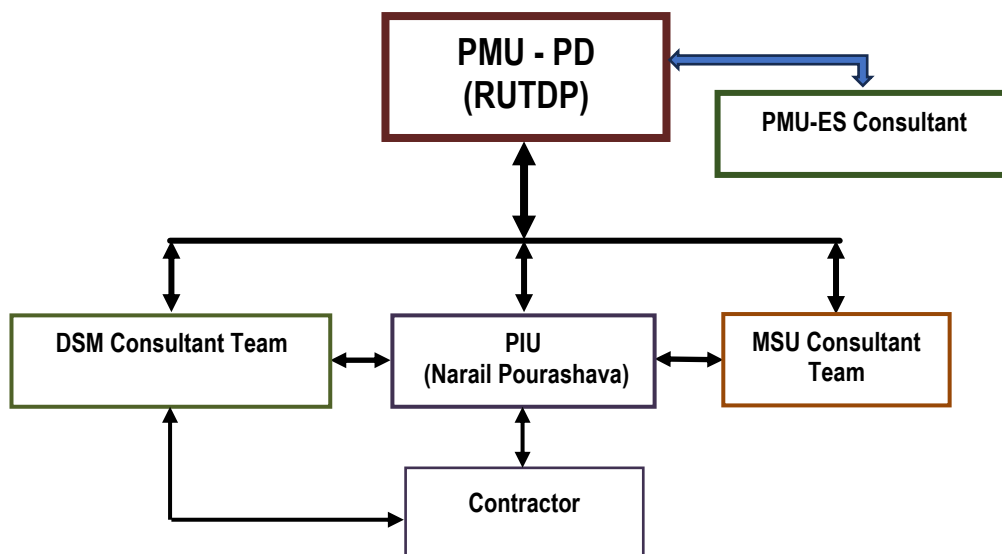 PMU - PD
(RUTDP)
PMU-ES Consultant
DSM Consultant Team
PIU
(Narail Pourashava)
MSU Consultant
Team
Contractor